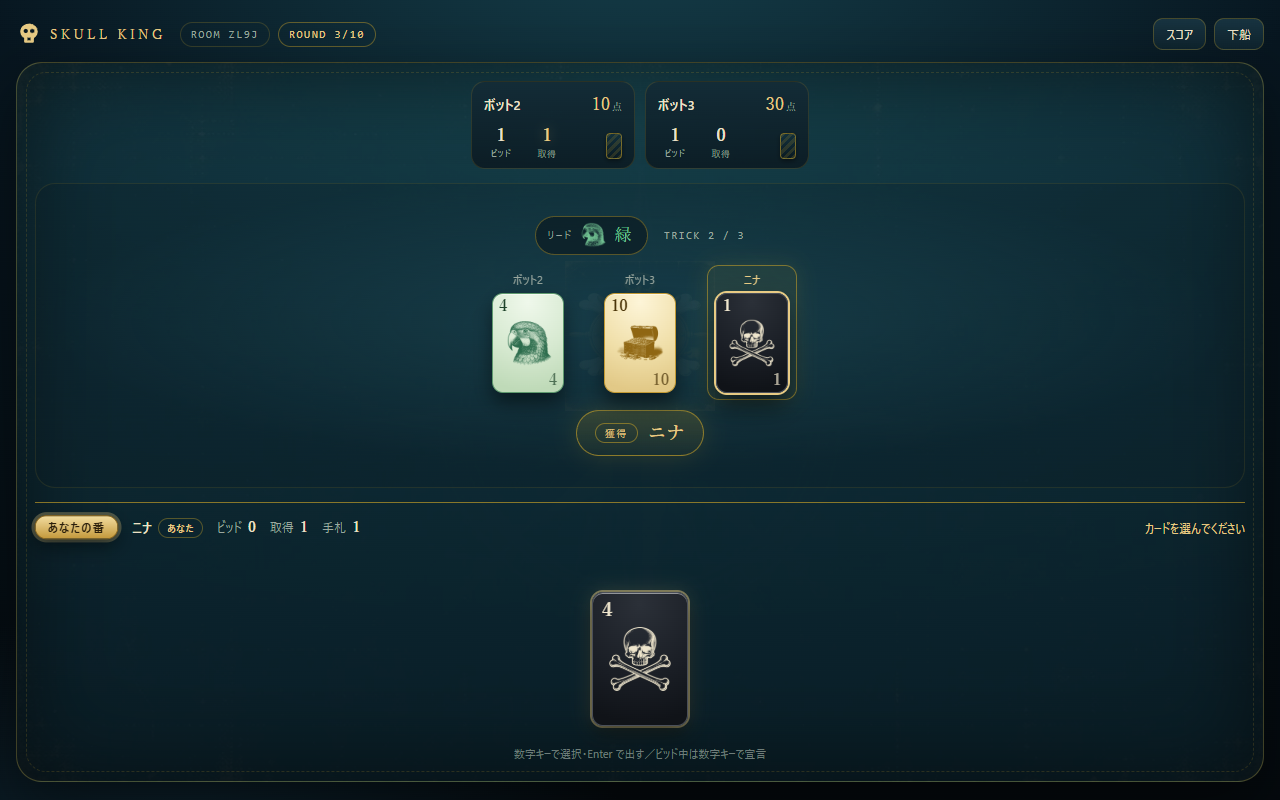 SKULL KING ROOM ZL9J ROUND 3/10 スコア 下船
ボット2 10点
1 ビッド 1 取得
ボット3 30点
1 ビッド 0 取得
リード 緑 TRICK 2 / 3
ボット2 ボット3 ニナ
4 10 1
4 10 1
獲得 ニナ
あなたの番 ニナ あなた ビッド 0 取得 1 手札 1 カードを選んでください
4
数字キーで選択・Enter で出す／ビッド中は数字キーで宣言